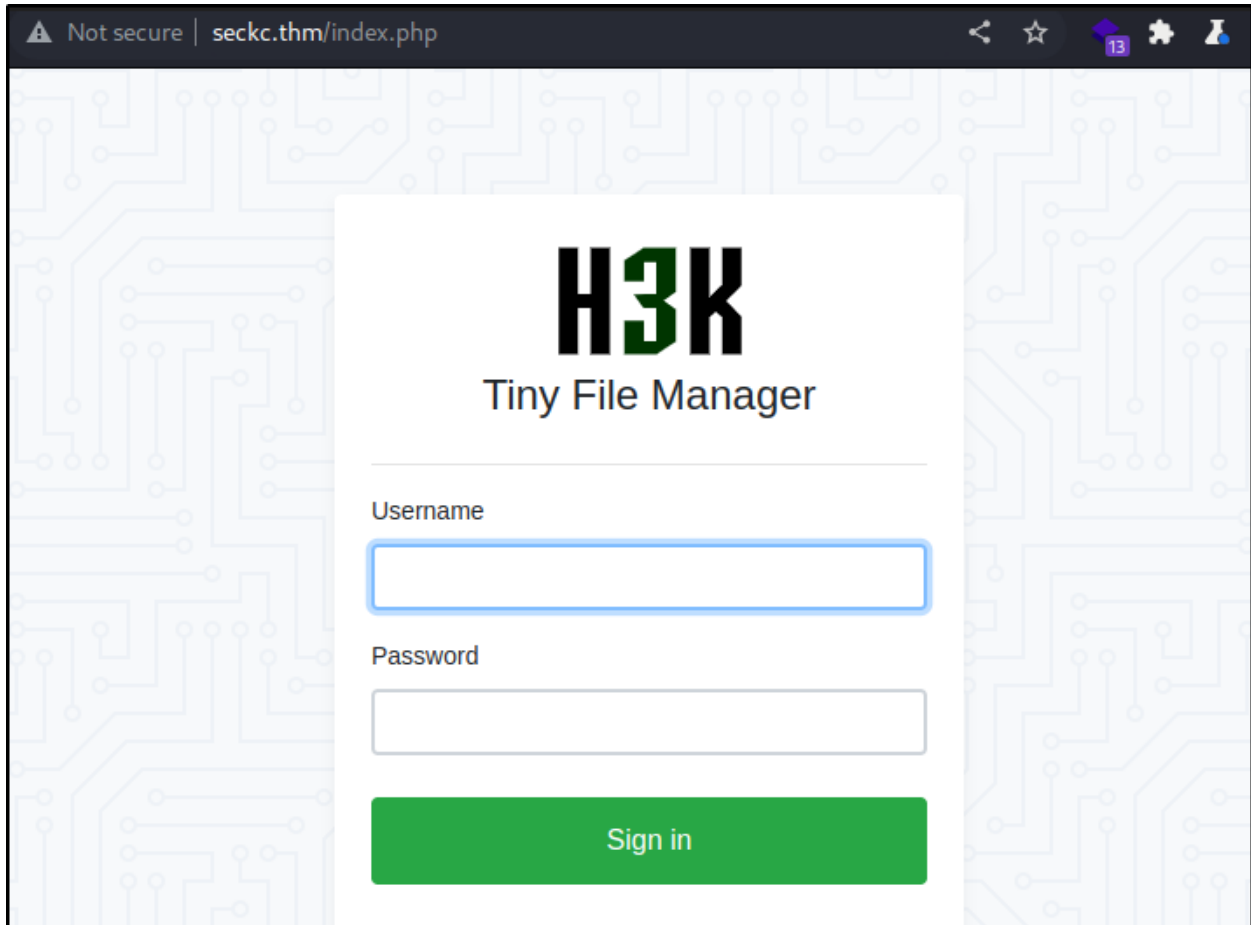 Not secure seckc.thm/index.php
13
H3K
Tiny File Manager
Username
Password
Sign in